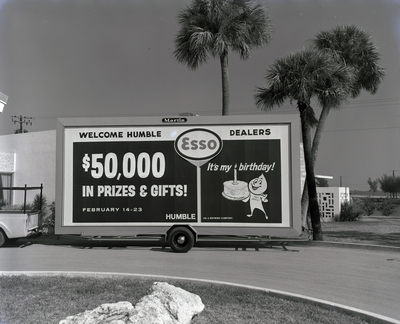 Martin
WELCOME HUMBLE Esso DEALERS
$50,000
IN PRIZES & GIFTS!
FEBRUARY 14-23
It's my birthday!
HUMBLE